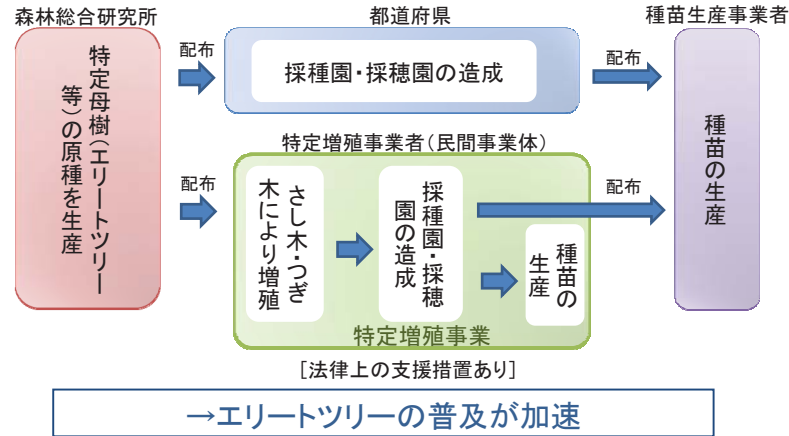 森林総合研究所
特定母樹(エリートツリー
等)の原種を生産
配布
配布
都道府県
採種園・採穂園の造成
配布
特定増殖事業者(民間事業体)
さし木・つぎ
木により増殖
採種園・採穂
園の造成
種苗の
生産
特定増殖事業
配布
種苗生産事業者
種苗の生産
[法律上の支援措置あり]
→エリートツリーの普及が加速